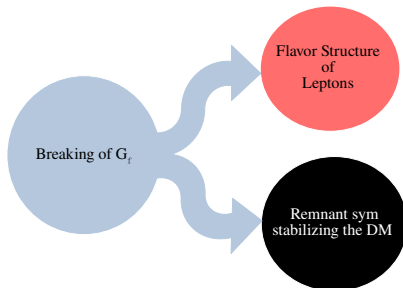 Breaking of G_f
Flavor Structure
of
Leptons
Remnant sym
stabilizing the DM